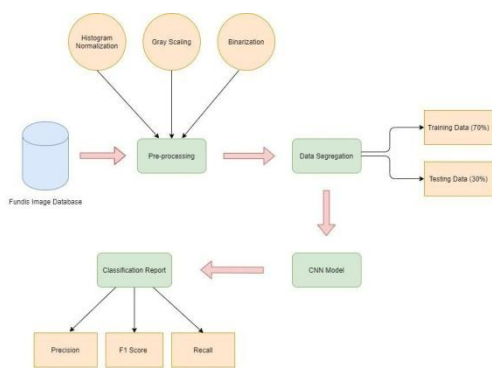 Histogram
Normalization
Gray Scaling
Binarization
Fundis Image Database
Pre-processing
Data Segregation
Training Data (70%)
Testing Data (30%)
Classification Report
CNN Model
Precision
F1 Score
Recall